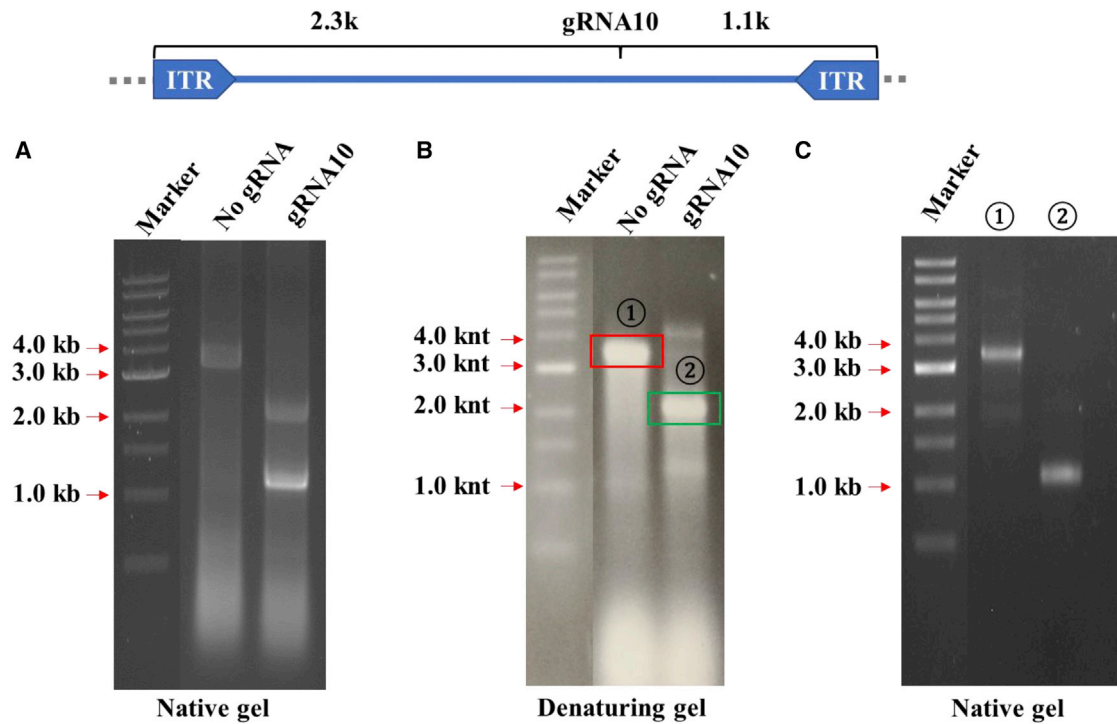 2.3k gRNA10 1.1k
ITR ITR
A
Marker
No gRNA
gRNA10
4.0 kb
3.0 kb
2.0 kb
1.0 kb
Native gel
B
Marker
No gRNA
gRNA10
①
②
4.0 knt
3.0 knt
2.0 knt
1.0 knt
Denaturing gel
C
Marker
①
②
4.0 kb
3.0 kb
2.0 kb
1.0 kb
Native gel